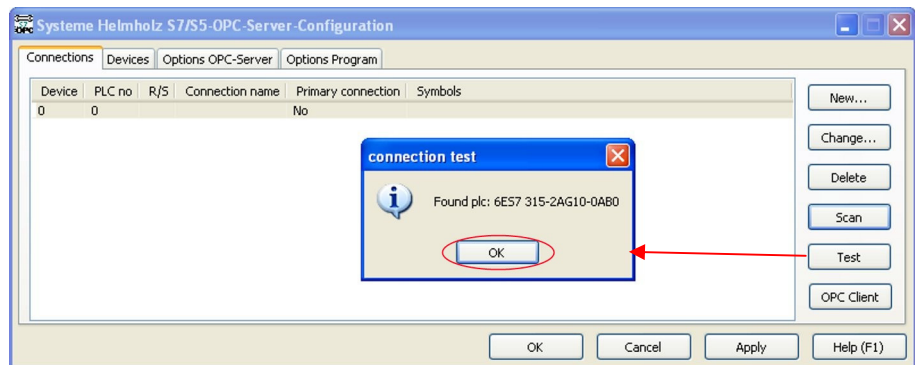 Systeme Helmholz S7/S5-OPC-Server-Configuration
Connections Devices Options OPC-Server Options Program
Device PLC no R/S Connection name Primary connection Symbols
0 0 No
New...
Change...
Delete
Scan
Test
OPC Client
connection test
Found plc: 6ES7 315-2AG10-0AB0
OK
OK Cancel Apply Help (F1)